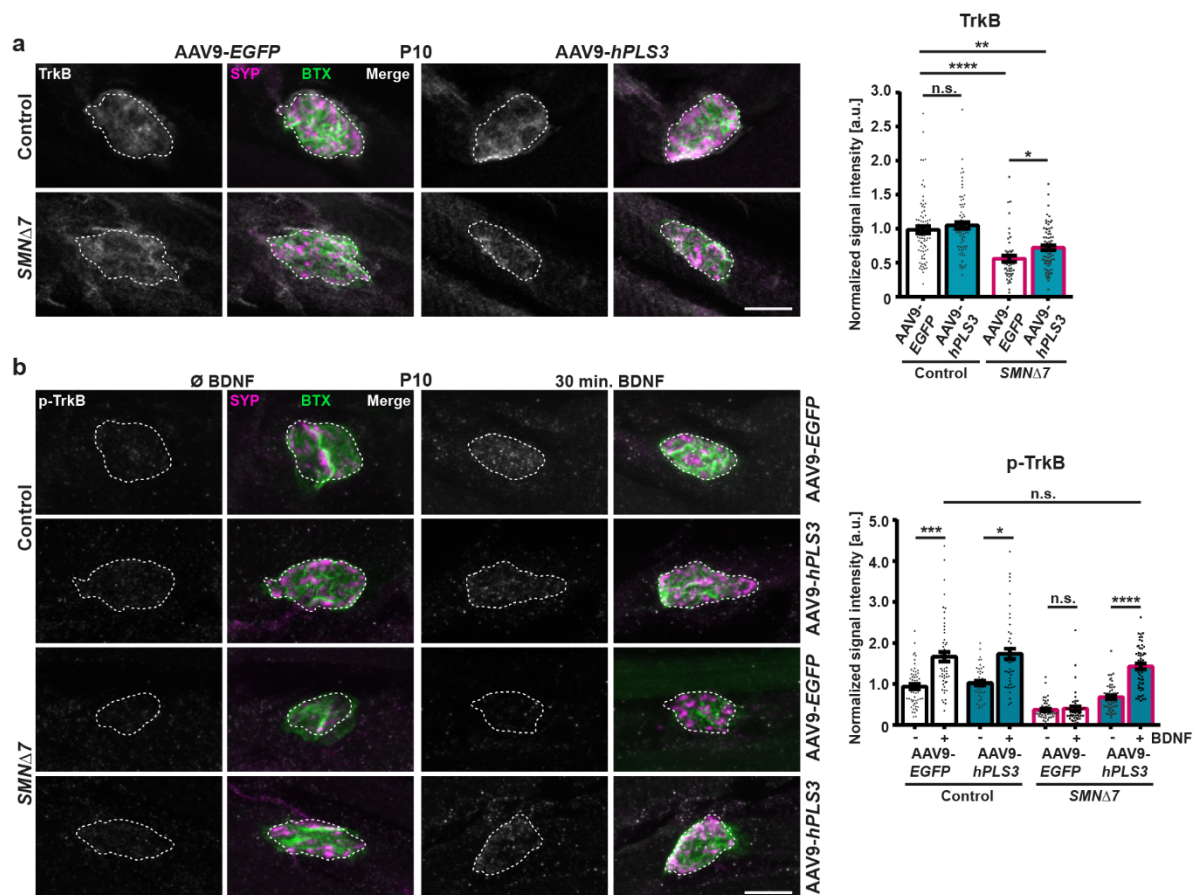 a
AAV9-EGFP P10 AAV9-hPLS3
TrkB SYP BTX Merge
Control
SMNΔ7
TrkB
**
****
n.s.
*
Normalized signal intensity [a.u.]
3.0
2.5
2.0
1.5
1.0
0.5
0
AAV9-EGFP
AAV9-hPLS3
AAV9-EGFP
AAV9-hPLS3
Control SMNΔ7
b
Ø BDNF P10 30 min. BDNF
p-TrkB SYP BTX Merge
Control
SMNΔ7
AAV9-EGFP
AAV9-hPLS3
AAV9-EGFP
AAV9-hPLS3
p-TrkB
n.s.
*** * n.s. ****
Normalized signal intensity [a.u.]
5.0
4.0
3.0
2.0
1.0
0
- + - + - + - + BDNF
AAV9- AAV9- AAV9- AAV9-
EGFP hPLS3 EGFP hPLS3
Control SMNΔ7